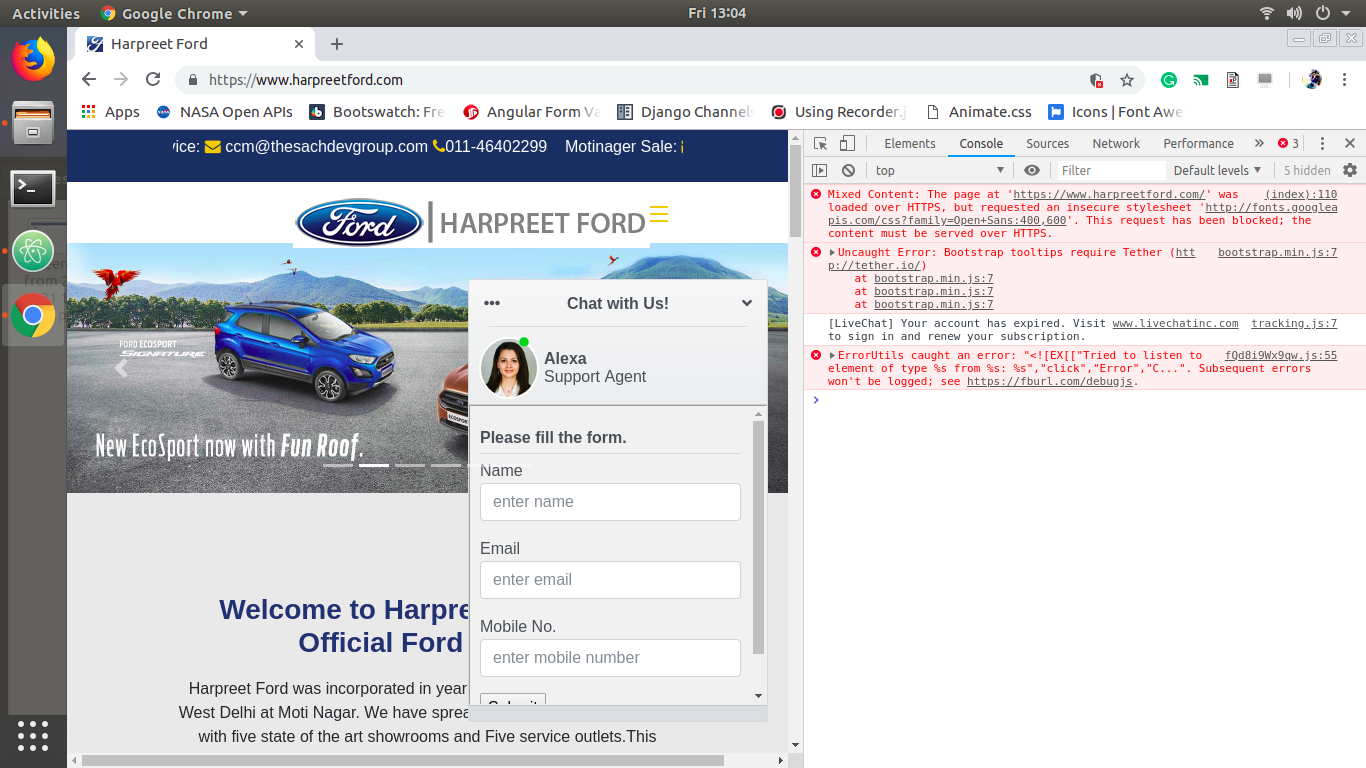 Activities
Google Chrome
Fri 13:04
Harpreet Ford
https://www.harpreetford.com
Apps
NASA Open APIs
Bootswatch: Fre
Angular Form Va
Django Channels
Using Recorder.j
Animate.css
Icons | Font Awe
vice: ccm@thesachdevgroup.com 011-46402299 Motinager Sale:
Ford
HARPREET FORD
FORD ECOSPORT
SIGNATURE
New EcoSport now with Fun Roof.
Welcome to Harpre
Official Ford
Harpreet Ford was incorporated in year
West Delhi at Moti Nagar. We have sprea
with five state of the art showrooms and Five service outlets.This
Chat with Us!
Alexa
Support Agent
Please fill the form.
Name
enter name
Email
enter email
Mobile No.
enter mobile number
Submit
Elements
Console
Sources
Network
Performance
3
top
Filter
Default levels
5 hidden
Mixed Content: The page at 'https://www.harpreetford.com/' was (index):110
loaded over HTTPS, but requested an insecure stylesheet 'http://fonts.googlea
pis.com/css?family=Open+Sans:400,600'. This request has been blocked; the
content must be served over HTTPS.
Uncaught Error: Bootstrap tooltips require Tether (htt bootstrap.min.js:7
p://tether.io/)
at bootstrap.min.js:7
at bootstrap.min.js:7
at bootstrap.min.js:7
[LiveChat] Your account has expired. Visit www.livechatinc.com tracking.js:7
to sign in and renew your subscription.
ErrorUtils caught an error: "<![EX[["Tried to listen to fQd8i9Wx9qw.js:55
element of type %s from %s: %s","click","Error","C...". Subsequent errors
won't be logged; see https://fburl.com/debugjs.